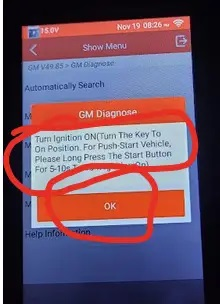 15.0V
Nov 19 08:26
Show Menu
GM V49.85 > GM Diagnose
Automatically Search
GM Diagnose
Turn Ignition ON(Turn The Key To
On Position. For Push-Start Vehicle,
Please Long Press The Start Button
For 5-10s
OK
Help Information